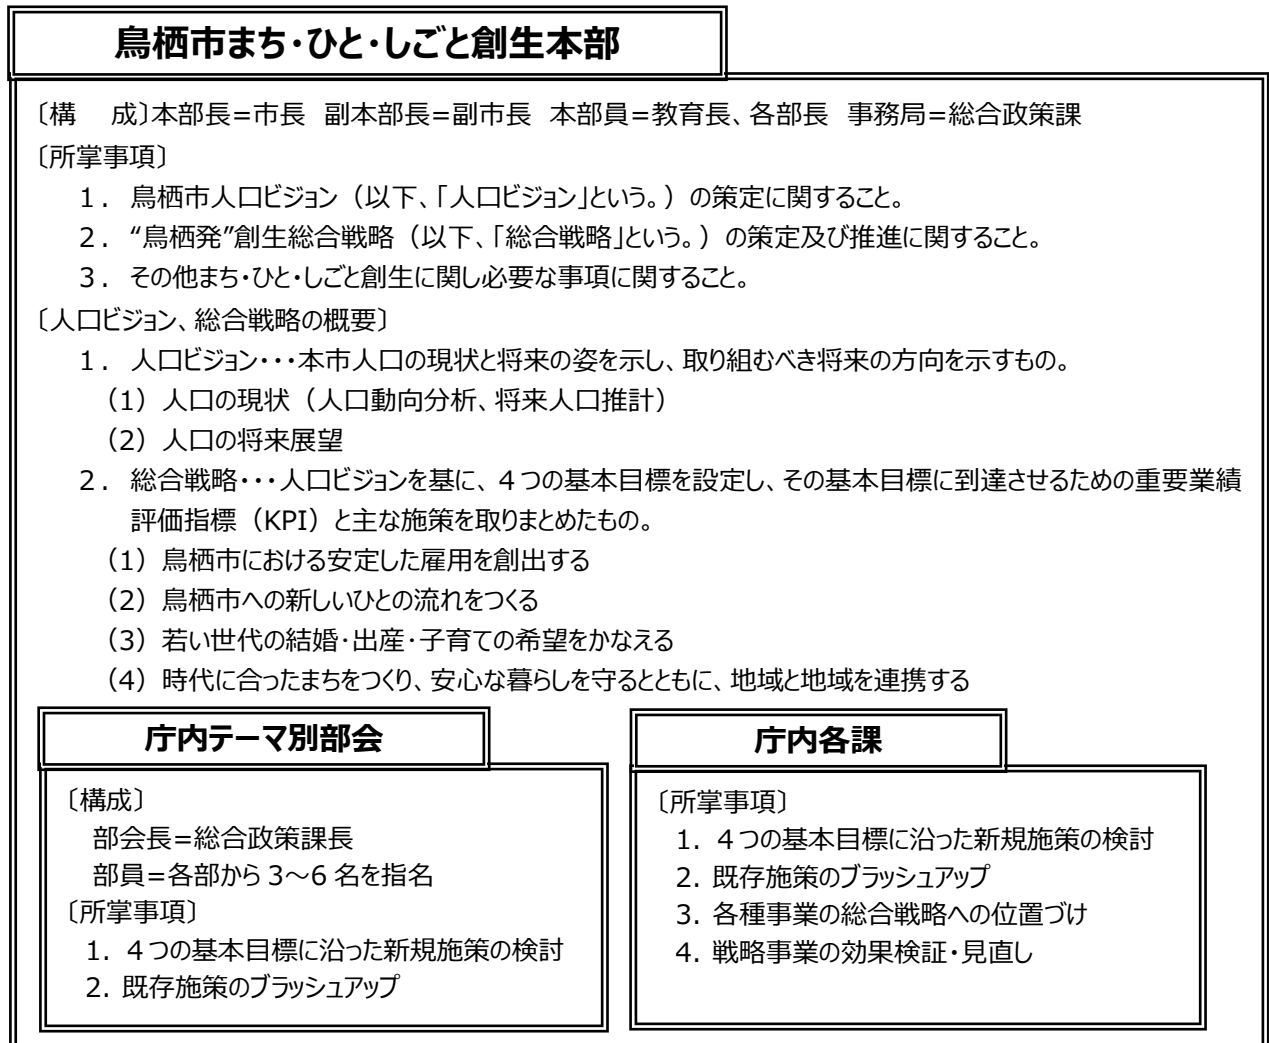 鳥栖市まち・ひと・しごと創生本部
〔構　成〕本部長=市長　副本部長=副市長　本部員=教育長、各部長　事務局=総合政策課
〔所掌事項〕
１．鳥栖市人口ビジョン（以下、「人口ビジョン」という。）の策定に関すること。
２．“鳥栖発”創生総合戦略（以下、「総合戦略」という。）の策定及び推進に関すること。
３．その他まち・ひと・しごと創生に関し必要な事項に関すること。
〔人口ビジョン、総合戦略の概要〕
１．人口ビジョン・・・本市人口の現状と将来の姿を示し、取り組むべき将来の方向を示すもの。
（1）人口の現状（人口動向分析、将来人口推計）
（2）人口の将来展望
２．総合戦略・・・人口ビジョンを基に、４つの基本目標を設定し、その基本目標に到達させるための重要業績
評価指標（KPI）と主な施策を取りまとめたもの。
（1）鳥栖市における安定した雇用を創出する
（2）鳥栖市への新しいひとの流れをつくる
（3）若い世代の結婚・出産・子育ての希望をかなえる
（4）時代に合ったまちをつくり、安心な暮らしを守るとともに、地域と地域を連携する
庁内テーマ別部会
〔構成〕
部会長=総合政策課長
部員=各部から 3～6 名を指名
〔所掌事項〕
1. ４つの基本目標に沿った新規施策の検討
2. 既存施策のブラッシュアップ
庁内各課
〔所掌事項〕
1. ４つの基本目標に沿った新規施策の検討
2. 既存施策のブラッシュアップ
3. 各種事業の総合戦略への位置づけ
4. 戦略事業の効果検証・見直し